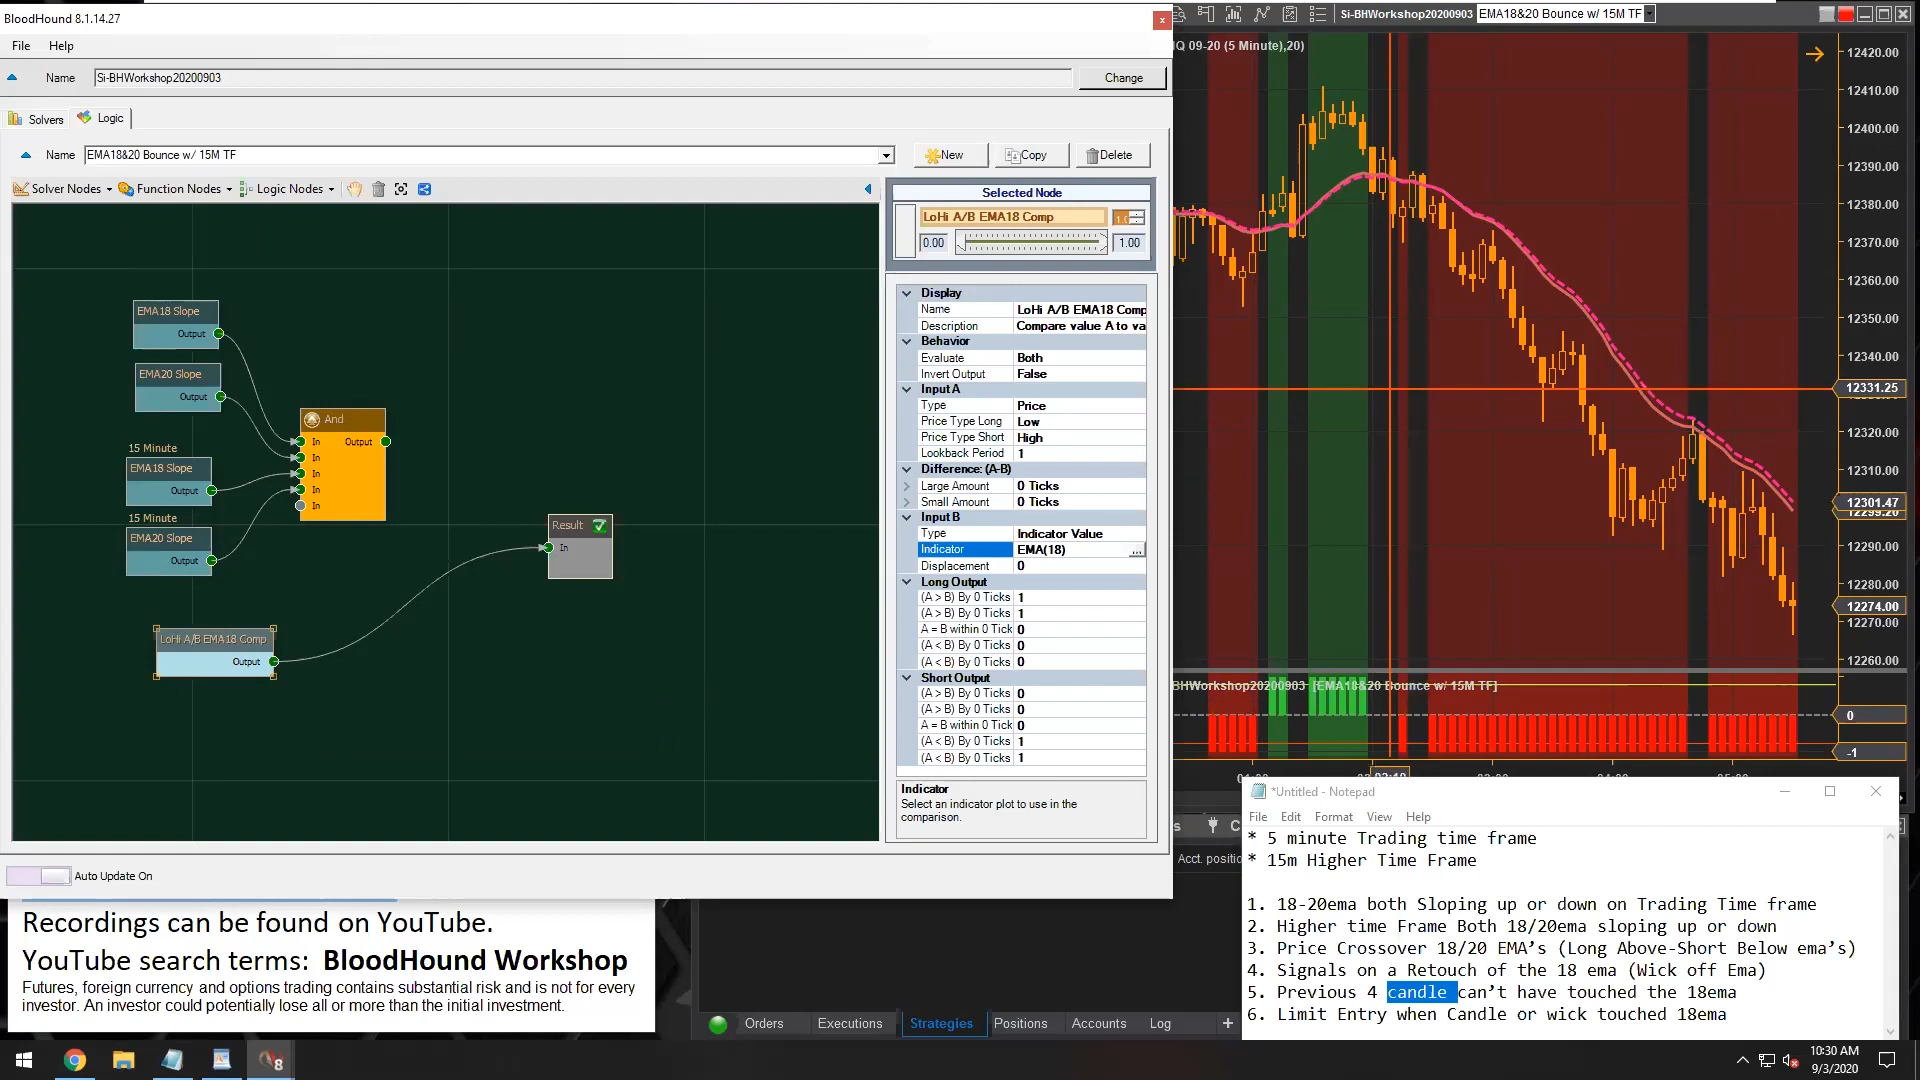 BloodHound 8.1.14.27
File Help
Name Si-BHWorkshop20200903 Change
Solvers Logic
Name EMA18&20 Bounce w/ 15M TF New Copy Delete
Solver Nodes Function Nodes Logic Nodes
EMA18 Slope
Output
EMA20 Slope
Output
15 Minute
EMA18 Slope
Output
15 Minute
EMA20 Slope
Output
And
In Output
In
In
In
In
LoHi A/B EMA18 Comp
Output
Result
In
Selected Node
LoHi A/B EMA18 Comp
0.00 1.00
Display
Name LoHi A/B EMA18 Comp
Description Compare value A to va
Behavior
Evaluate Both
Invert Output False
Input A
Type Price
Price Type Long Low
Price Type Short High
Lookback Period 1
Difference: (A-B)
Large Amount 0 Ticks
Small Amount 0 Ticks
Input B
Type Indicator Value
Indicator EMA(18) ...
Displacement 0
Long Output
(A > B) By 0 Ticks 1
(A > B) By 0 Ticks 1
A = B within 0 Tick 0
(A < B) By 0 Ticks 0
(A < B) By 0 Ticks 0
Short Output
(A > B) By 0 Ticks 0
(A > B) By 0 Ticks 0
A = B within 0 Tick 0
(A < B) By 0 Ticks 1
(A < B) By 0 Ticks 1
Indicator
Select an indicator plot to use in the
comparison.
Auto Update On
Si-BHWorkshop20200903 EMA18&20 Bounce w/ 15M TF
IQ 09-20 (5 Minute),20)
12420.00
12410.00
12400.00
12390.00
12380.00
12370.00
12360.00
12350.00
12340.00
12331.25
12320.00
12310.00
12301.47
12299.20
12290.00
12280.00
12274.00
12270.00
12260.00
BHWorkshop20200903 [EMA18&20 Bounce w/ 15M TF]
0
-1
Acct. positio
Orders Executions Strategies Positions Accounts Log +
*Untitled - Notepad
File Edit Format View Help
* 5 minute Trading time frame
* 15m Higher Time Frame
1. 18-20ema both Sloping up or down on Trading Time frame
2. Higher time Frame Both 18/20ema sloping up or down
3. Price Crossover 18/20 EMA's (Long Above-Short Below ema's)
4. Signals on a Retouch of the 18 ema (Wick off Ema)
5. Previous 4 candle can't have touched the 18ema
6. Limit Entry when Candle or wick touched 18ema
Recordings can be found on YouTube.
YouTube search terms: BloodHound Workshop
Futures, foreign currency and options trading contains substantial risk and is not for every
investor. An investor could potentially lose all or more than the initial investment.
10:30 AM
9/3/2020